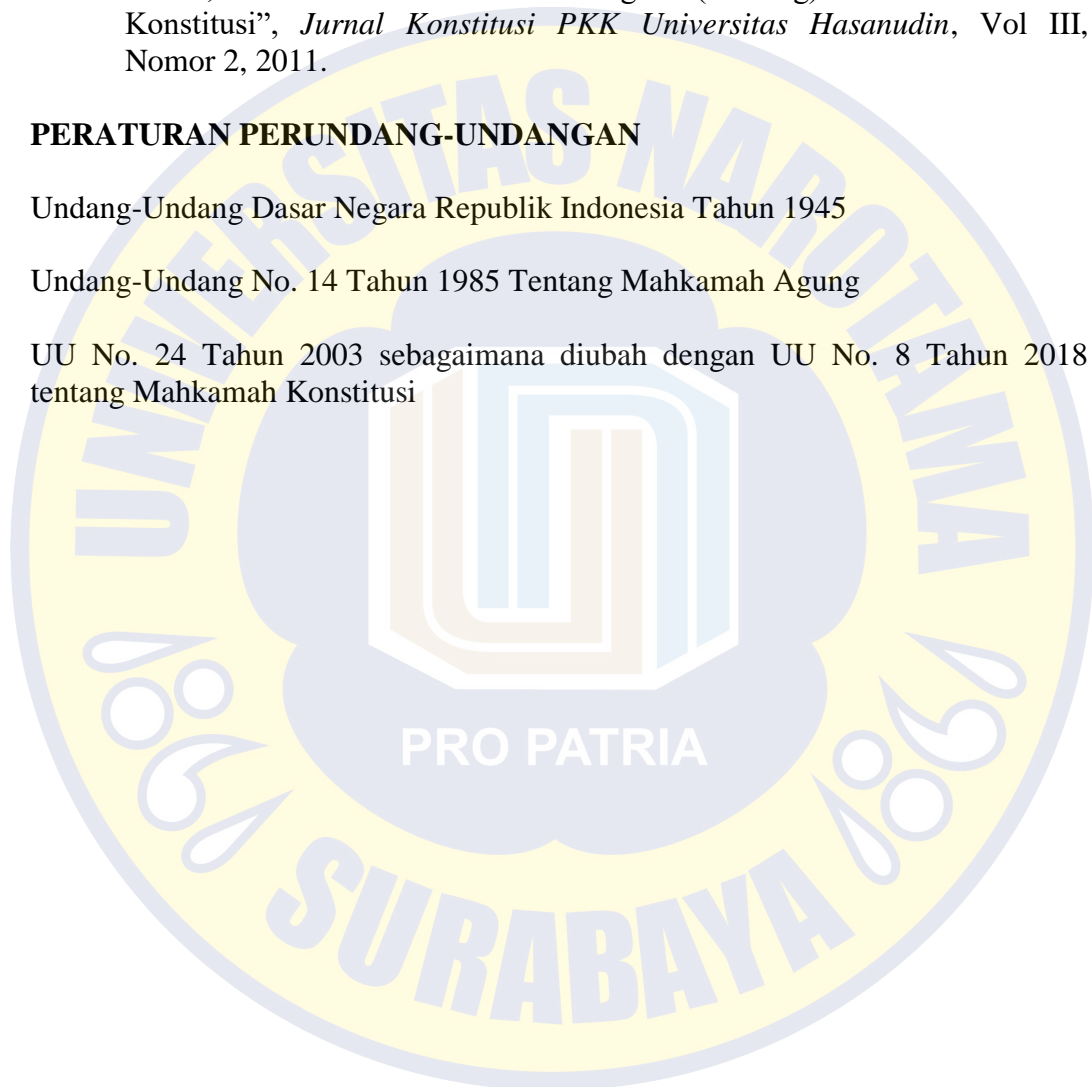 Konstitusi”, Jurnal Konstitusi PKK Universitas Hasanudin, Vol III,
Nomor 2, 2011.
PERATURAN PERUNDANG-UNDANGAN
Undang-Undang Dasar Negara Republik Indonesia Tahun 1945
Undang-Undang No. 14 Tahun 1985 Tentang Mahkamah Agung
UU No. 24 Tahun 2003 sebagaimana diubah dengan UU No. 8 Tahun 2018
tentang Mahkamah Konstitusi
UNIVERSITAS NAROTAMA
PRO PATRIA
SURABAYA